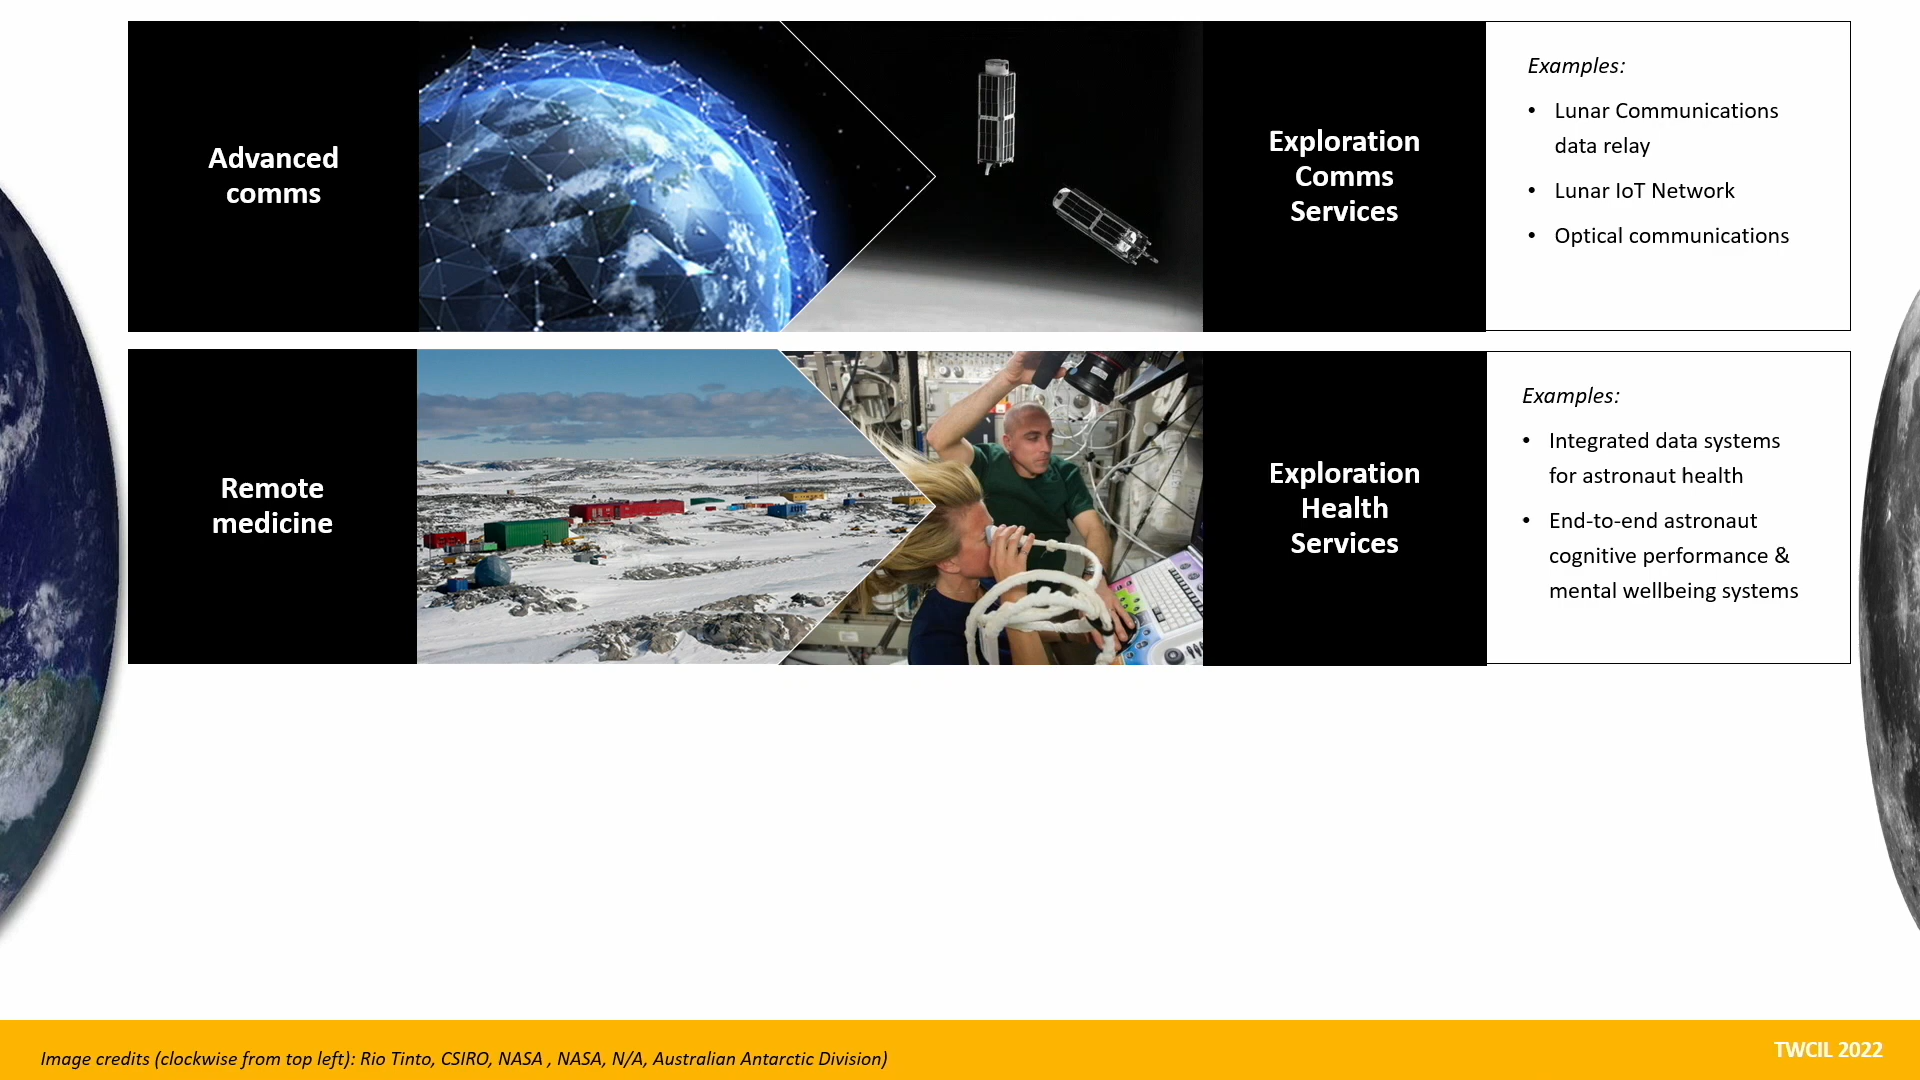 Advanced
comms
Exploration
Comms
Services
Examples:
• Lunar Communications
data relay
• Lunar IoT Network
• Optical communications
Remote
medicine
Exploration
Health
Services
Examples:
• Integrated data systems
for astronaut health
• End-to-end astronaut
cognitive performance &
mental wellbeing systems
Image credits (clockwise from top left): Rio Tinto, CSIRO, NASA , NASA, N/A, Australian Antarctic Division)
TWCIL 2022